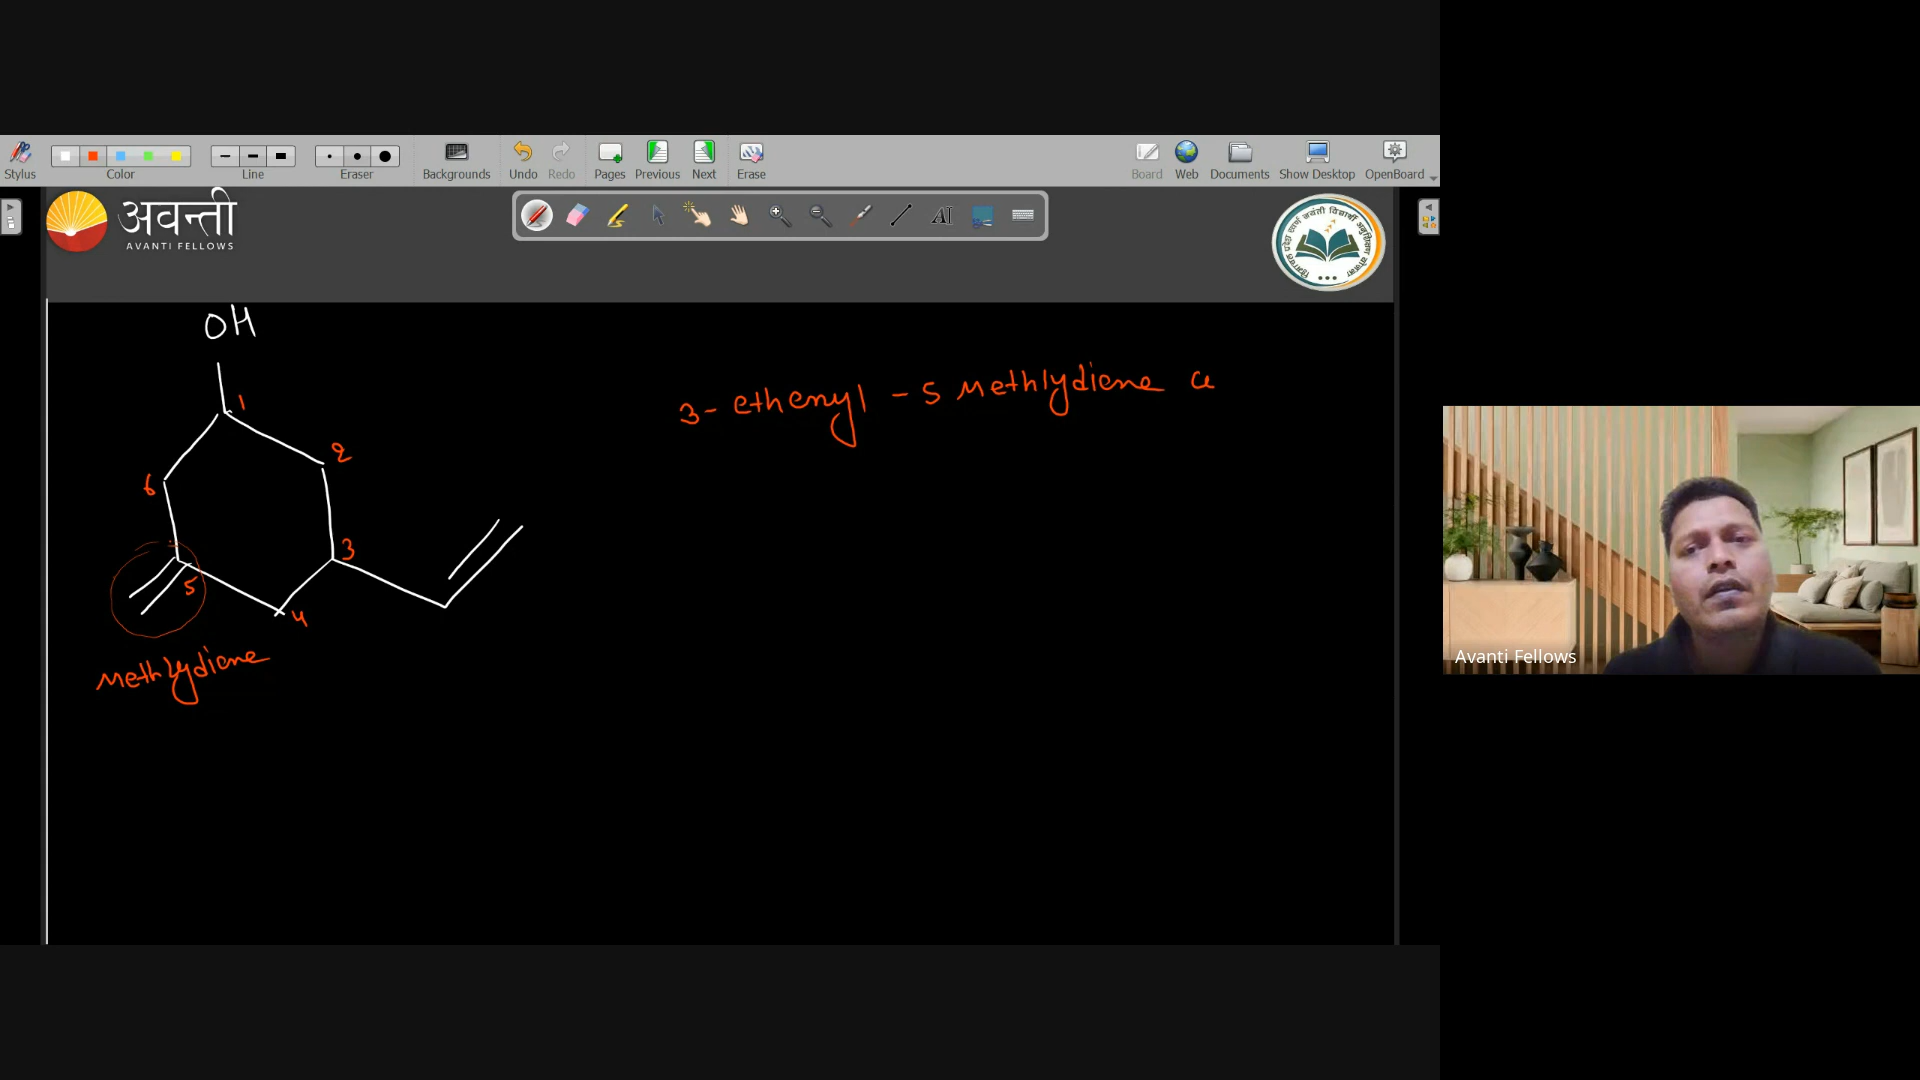 Stylus
Color
Line
Eraser
Backgrounds
Undo
Redo
Pages
Previous
Next
Erase
Board
Web
Documents
Show Desktop
OpenBoard
अवन्ती
AVANTI FELLOWS
OH
1
2
6
3
5
4
3- ethenyl - 5 Methlydiene
Methlydiene
Avanti Fellows